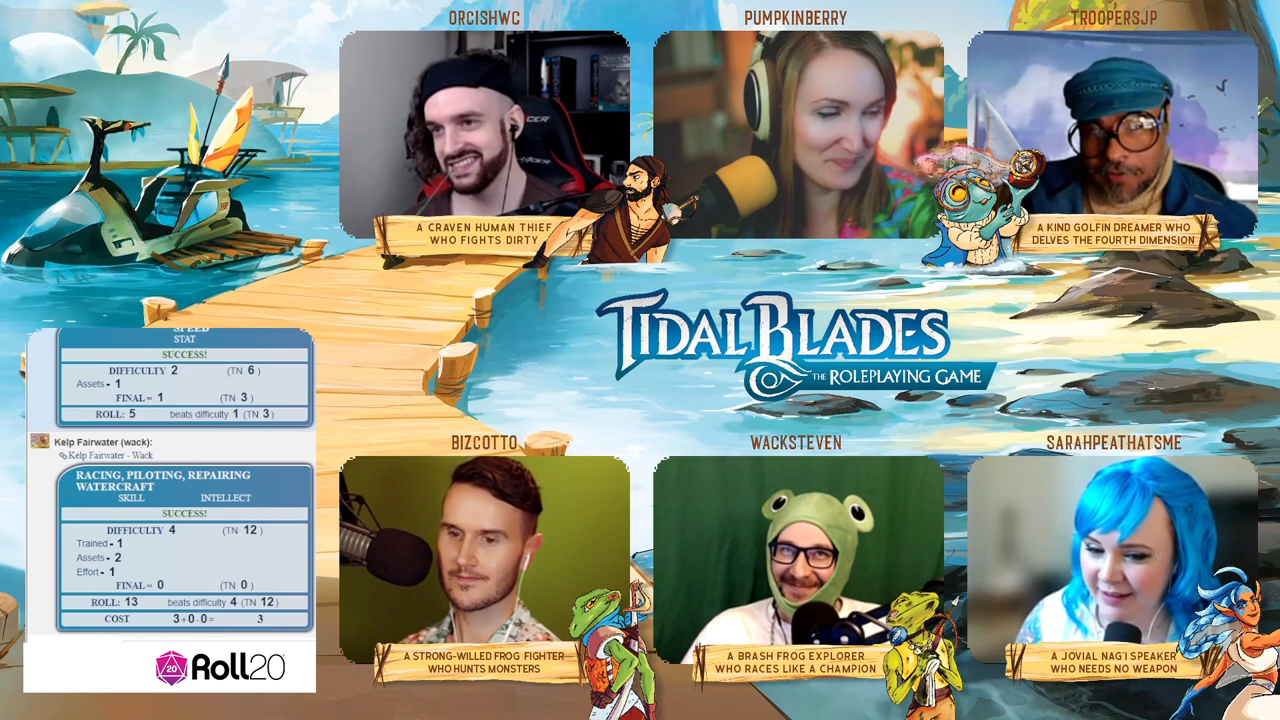 ORCISHWC
PUMPKINBERRY
TROOPERSJP
A CRAVEN HUMAN THIEF
WHO FIGHTS DIRTY
A KIND GOLFIN DREAMER WHO
DELVES THE FOURTH DIMENSION
TIDAL BLADES
THE ROLEPLAYING GAME
SPEED
STAT
SUCCESS!
DIFFICULTY 2 (TN 6 )
Assets - 1
FINAL = 1 (TN 3 )
ROLL: 5 beats difficulty 1 (TN 3 )
Kelp Fairwater (wack):
Kelp Fairwater - Wack
RACING, PILOTING, REPAIRING
WATERCRAFT
SKILL INTELLECT
SUCCESS!
DIFFICULTY 4 (TN 12 )
Trained - 1
Assets - 2
Effort - 1
FINAL = 0 (TN 0 )
ROLL: 13 beats difficulty 4 (TN 12 )
COST 3+0-0= 3
20 Roll20
BIZCOTTO
WACKSTEVEN
SARAHPEATHATSME
A STRONG-WILLED FROG FIGHTER
WHO HUNTS MONSTERS
A BRASH FROG EXPLORER
WHO RACES LIKE A CHAMPION
A JOVIAL NAG'I SPEAKER
WHO NEEDS NO WEAPON